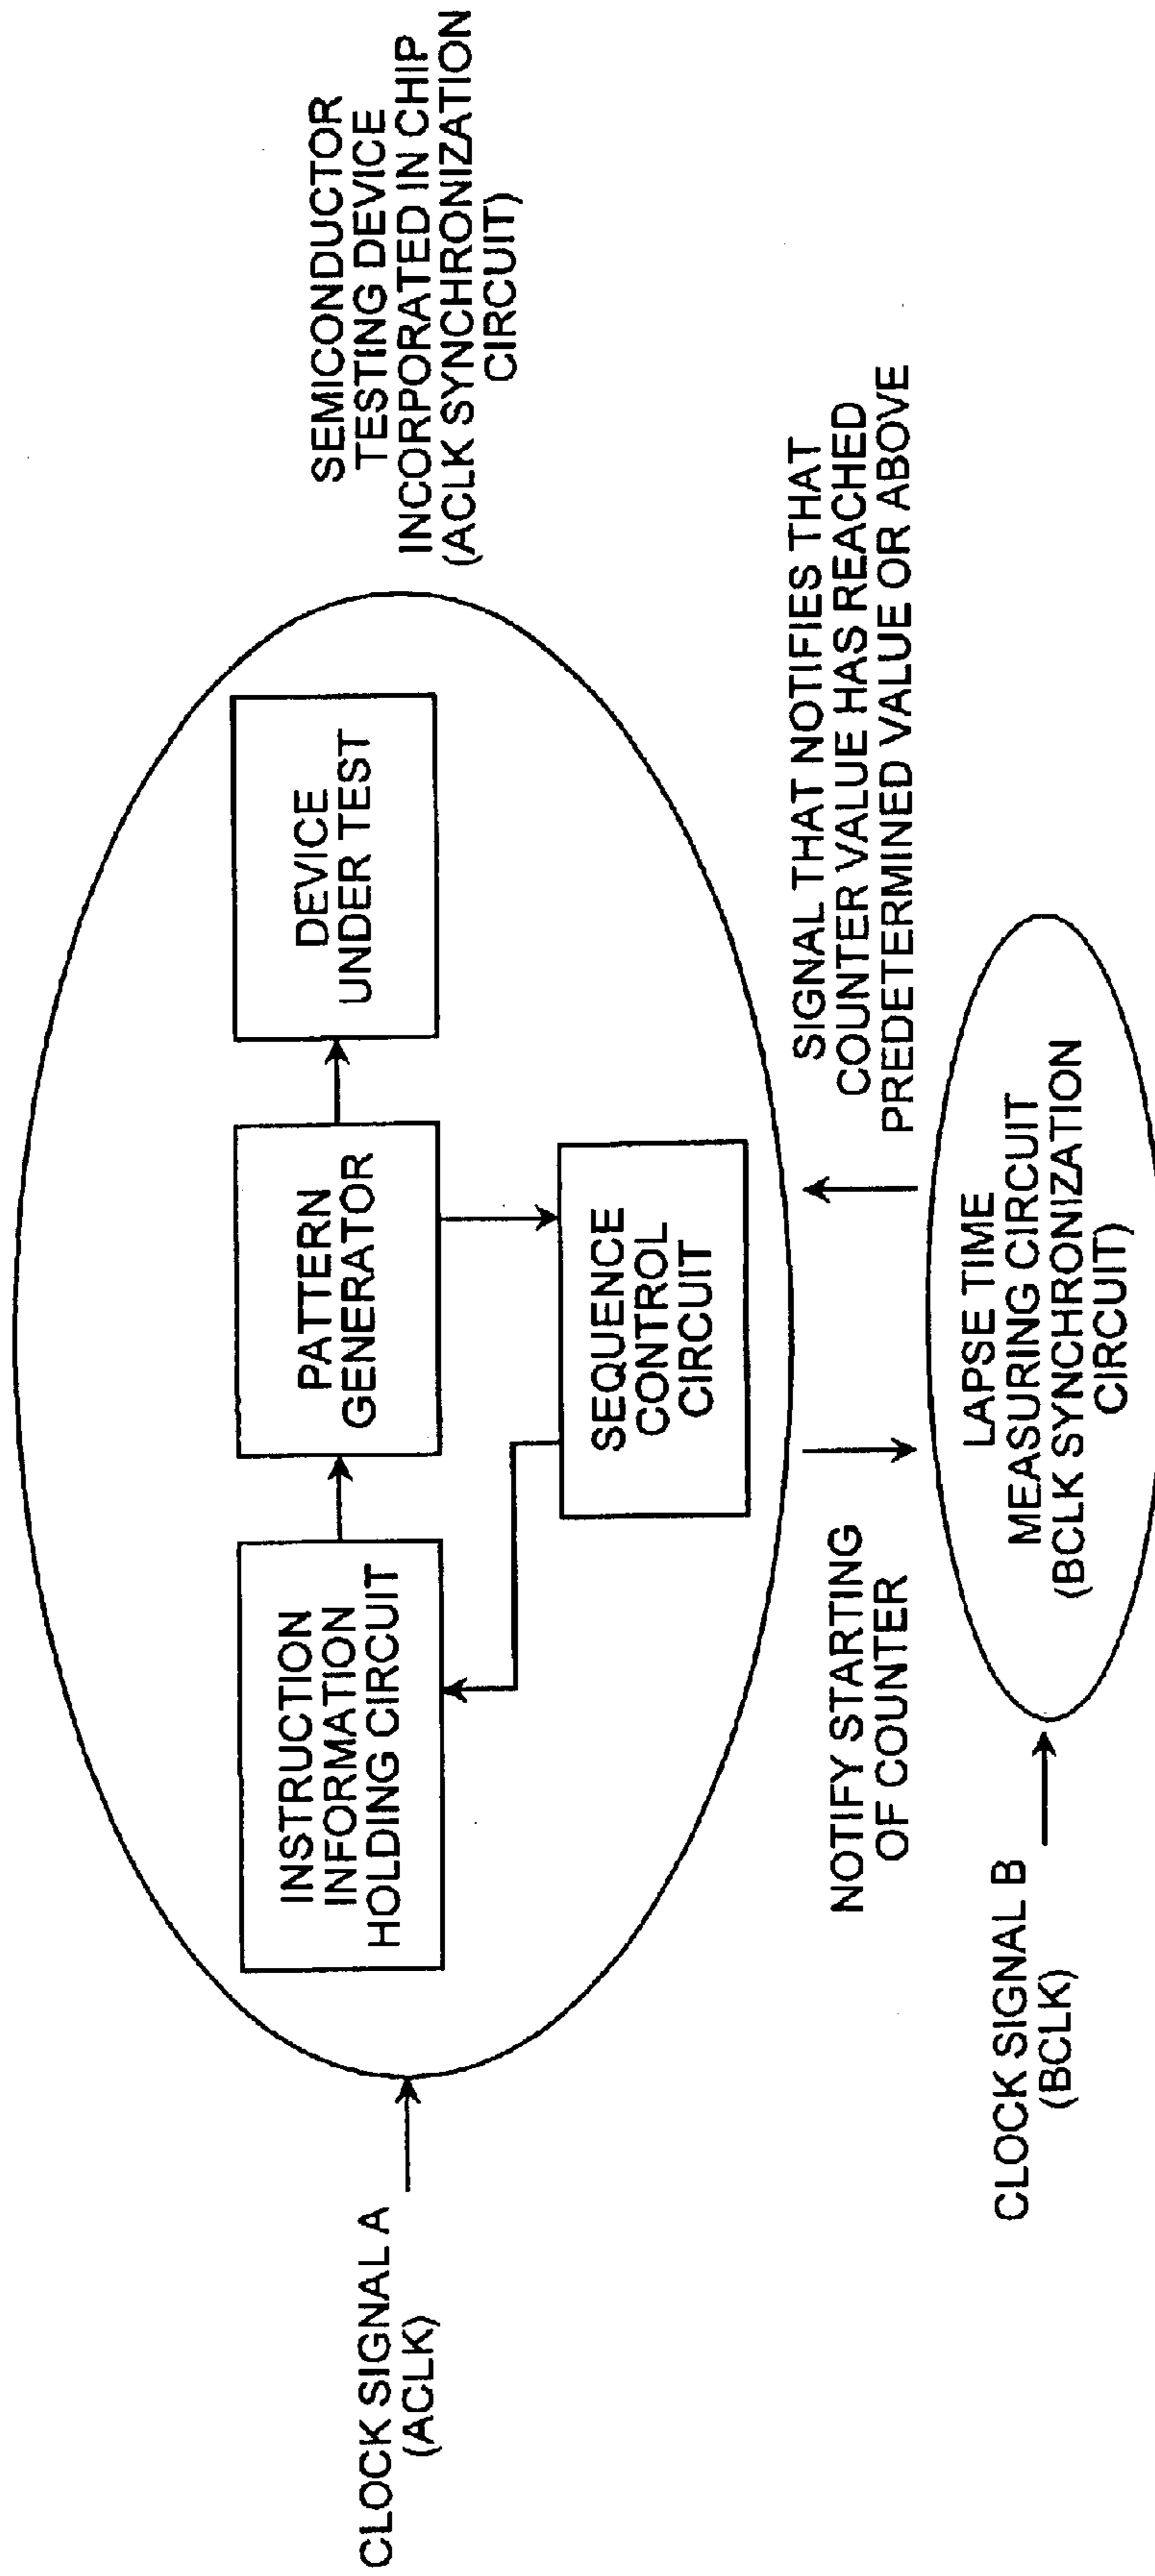 SEMICONDUCTOR
TESTING DEVICE
INCORPORATED IN CHIP
(ACLK SYNCHRONIZATION
CIRCUIT)
CLOCK SIGNAL A
(ACLK)
INSTRUCTION
INFORMATION
HOLDING CIRCUIT
PATTERN
GENERATOR
DEVICE
UNDER TEST
SEQUENCE
CONTROL
CIRCUIT
NOTIFY STARTING
OF COUNTER
SIGNAL THAT NOTIFIES THAT
COUNTER VALUE HAS REACHED
PREDETERMINED VALUE OR ABOVE
CLOCK SIGNAL B
(BCLK)
LAPSE TIME
MEASURING CIRCUIT
(BCLK SYNCHRONIZATION
CIRCUIT)